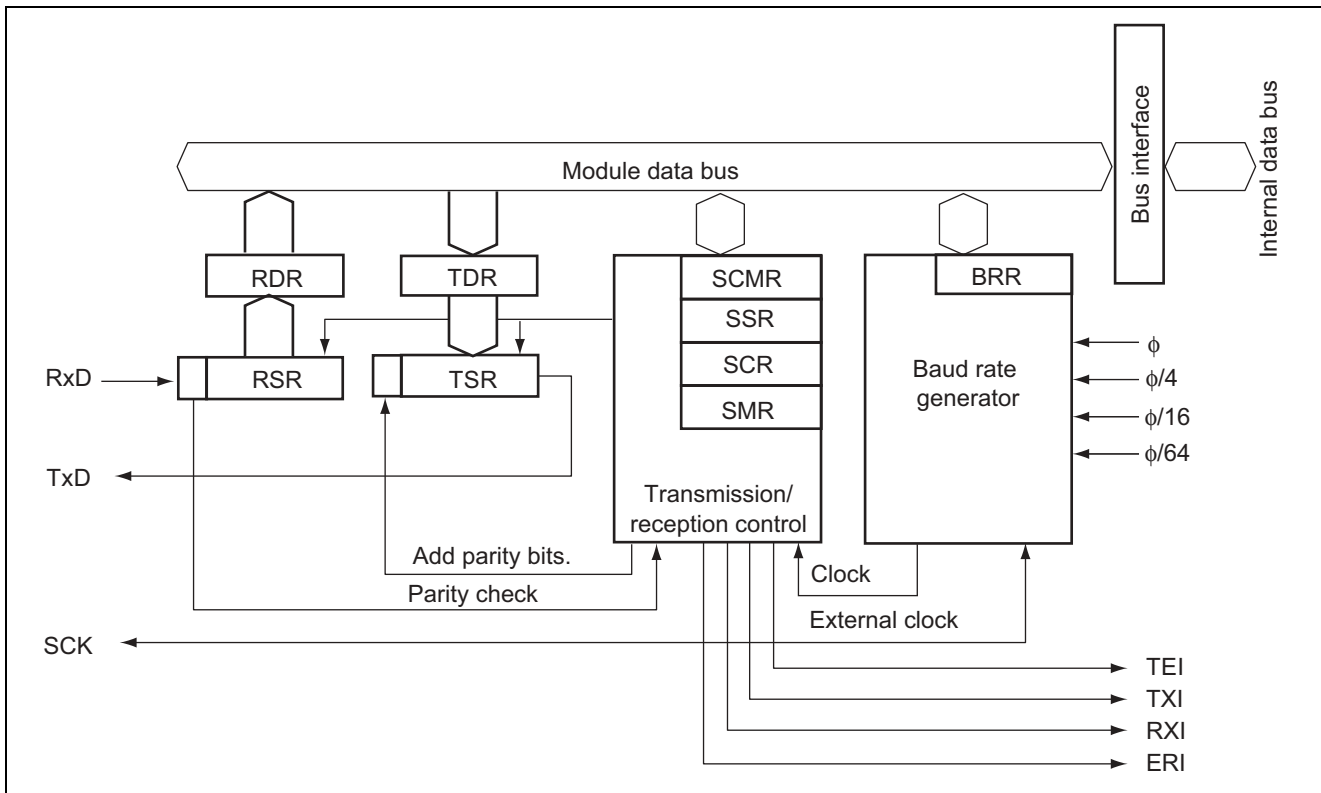 Module data bus
Bus interface
Internal data bus
RDR
TDR
SCMR
BRR
SSR
SCR
SMR
RxD
RSR
TSR
Baud rate
generator
ϕ
ϕ/4
ϕ/16
ϕ/64
TxD
Transmission/
reception control
Add parity bits.
Parity check
Clock
External clock
SCK
TEI
TXI
RXI
ERI